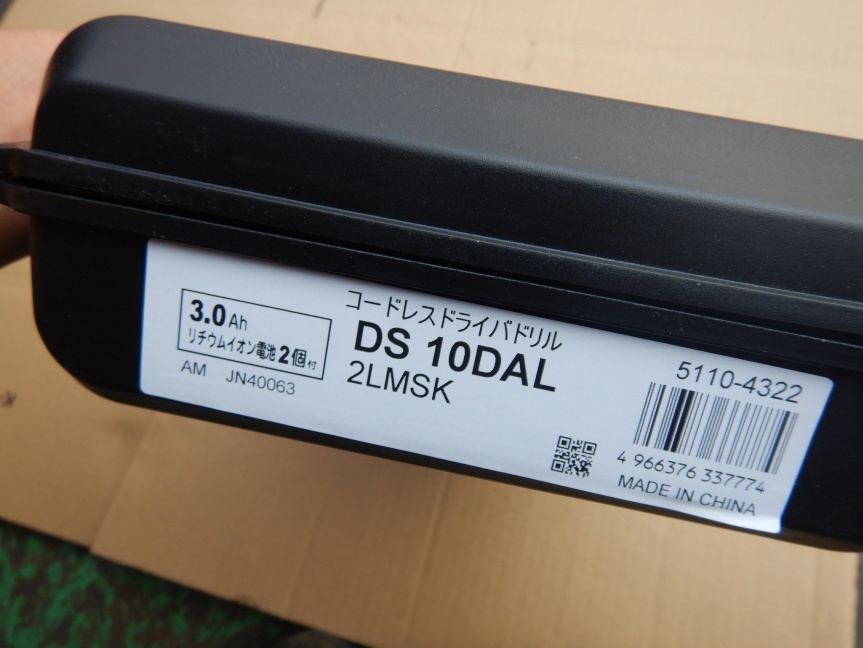 3.0Ah
リチウムイオン電池2個付
AM JN40063
コードレスドライバドリル
DS 10DAL
2LMSK
5110-4322
4 966376 337774
MADE IN CHINA